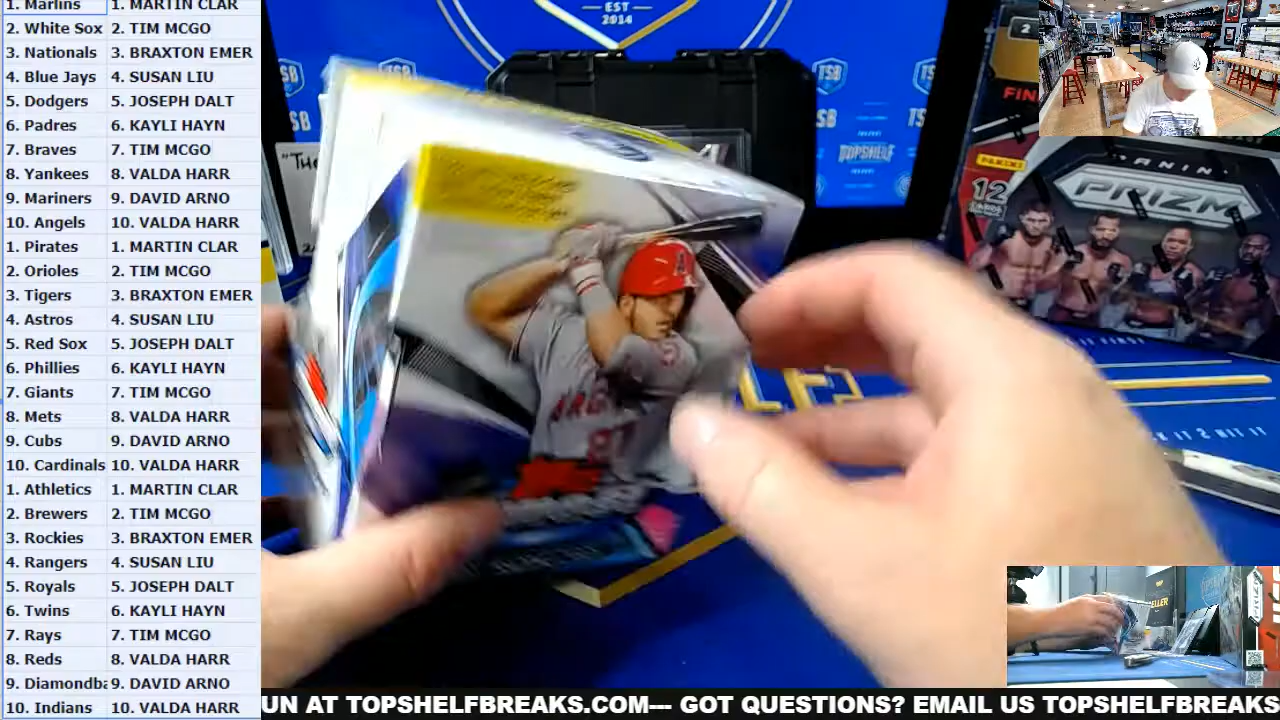 1. Marlins 1. MARTIN CLAR
2. White Sox 2. TIM MCGO
3. Nationals 3. BRAXTON EMER
4. Blue Jays 4. SUSAN LIU
5. Dodgers 5. JOSEPH DALT
6. Padres 6. KAYLI HAYN
7. Braves 7. TIM MCGO
8. Yankees 8. VALDA HARR
9. Mariners 9. DAVID ARNO
10. Angels 10. VALDA HARR
1. Pirates 1. MARTIN CLAR
2. Orioles 2. TIM MCGO
3. Tigers 3. BRAXTON EMER
4. Astros 4. SUSAN LIU
5. Red Sox 5. JOSEPH DALT
6. Phillies 6. KAYLI HAYN
7. Giants 7. TIM MCGO
8. Mets 8. VALDA HARR
9. Cubs 9. DAVID ARNO
10. Cardinals 10. VALDA HARR
1. Athletics 1. MARTIN CLAR
2. Brewers 2. TIM MCGO
3. Rockies 3. BRAXTON EMER
4. Rangers 4. SUSAN LIU
5. Royals 5. JOSEPH DALT
6. Twins 6. KAYLI HAYN
7. Rays 7. TIM MCGO
8. Reds 8. VALDA HARR
9. Diamondba 9. DAVID ARNO
10. Indians 10. VALDA HARR
EST
2014
TSB
TSB
TOPSHELF
PANINI
12
PANINI
PRIZM
UN AT TOPSHELFBREAKS.COM--- GOT QUESTIONS? EMAIL US TOPSHELFBREAKS